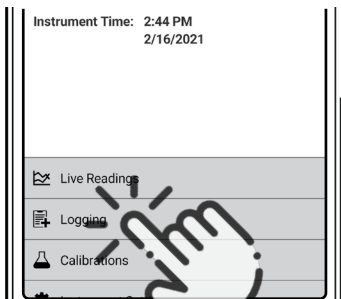 Instrument Time: 2:44 PM
2/16/2021
Live Readings
Logging
Calibrations